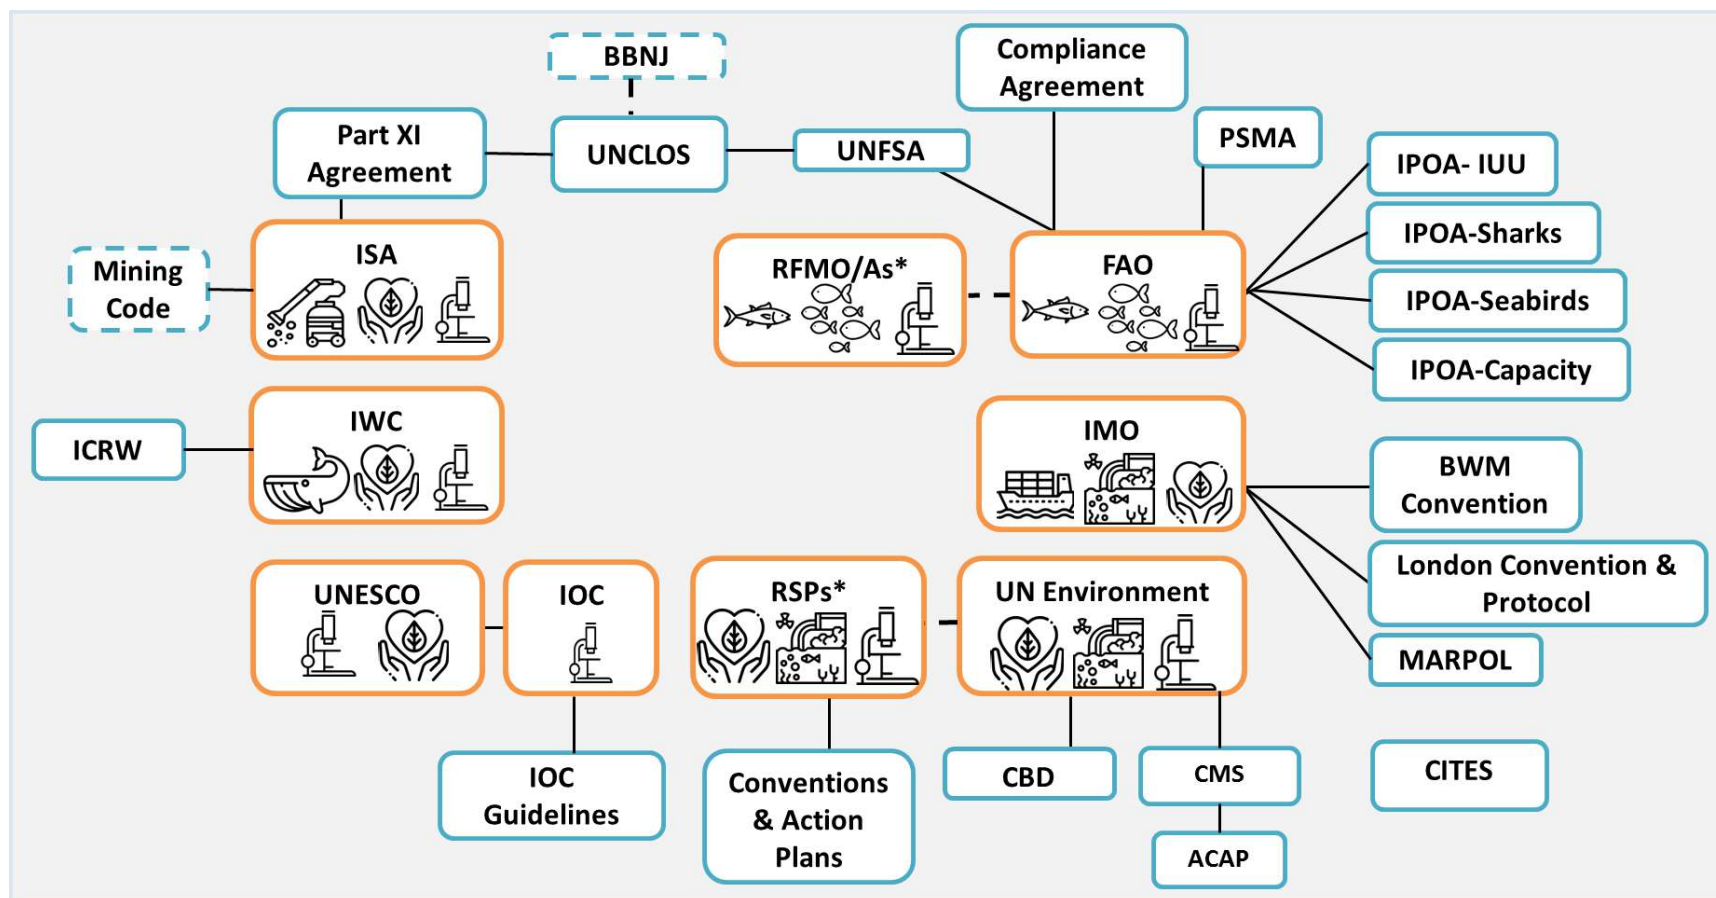 BBNJ
Compliance
Agreement
Part XI
Agreement
UNCLOS
UNFSA
PSMA
IPOA- IUU
IPOA-Sharks
IPOA-Seabirds
IPOA-Capacity
Mining
Code
ISA
RFMO/As*
FAO
ICRW
IWC
IMO
BWM
Convention
London Convention &
Protocol
MARPOL
UNESCO
IOC
RSPs*
UN Environment
IOC
Guidelines
Conventions
& Action
Plans
CBD
CMS
ACAP
CITES